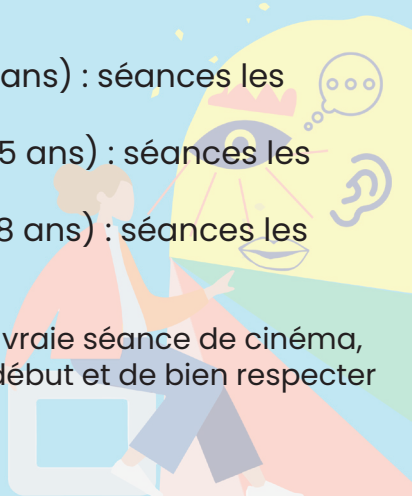 ans) : séances les
5 ans) : séances les
8 ans) : séances les
vraie séance de cinéma,
début et de bien respecter